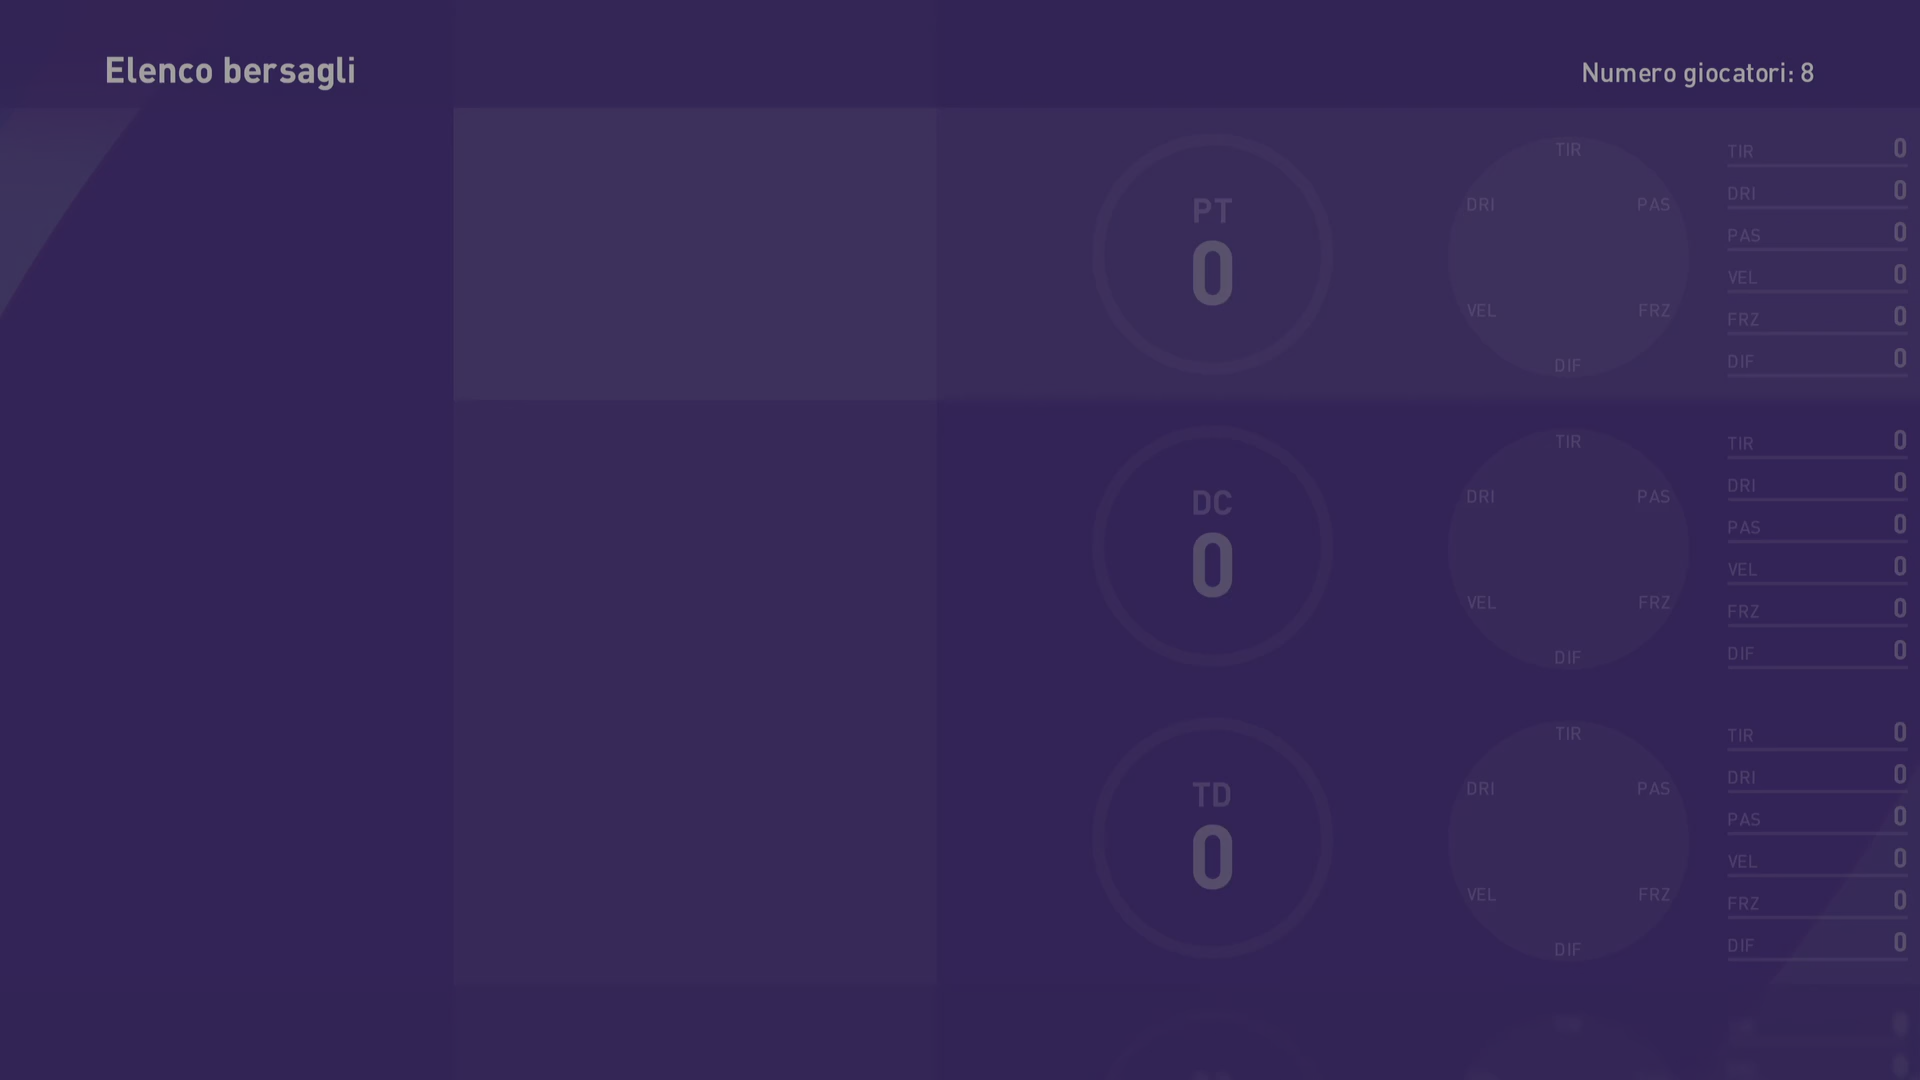 Elenco bersagli
Numero giocatori: 8
PT
0
TIR
DRI
PAS
VEL
FRZ
DIF
TIR 0
DRI 0
PAS 0
VEL 0
FRZ 0
DIF 0
DC
0
TIR
DRI
PAS
VEL
FRZ
DIF
TIR 0
DRI 0
PAS 0
VEL 0
FRZ 0
DIF 0
TD
0
TIR
DRI
PAS
VEL
FRZ
DIF
TIR 0
DRI 0
PAS 0
VEL 0
FRZ 0
DIF 0